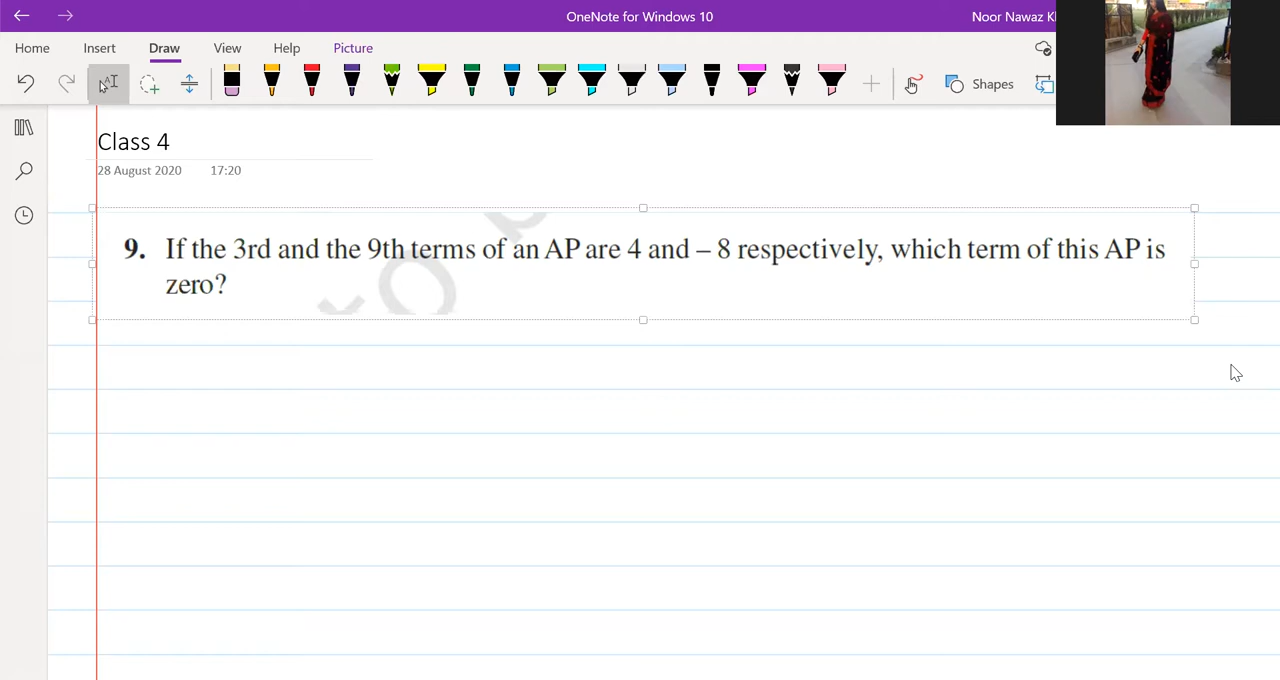 OneNote for Windows 10
Noor Nawaz
Home Insert Draw View Help Picture
Shapes
Class 4
28 August 2020 17:20
9. If the 3rd and the 9th terms of an AP are 4 and – 8 respectively, which term of this AP is
zero?